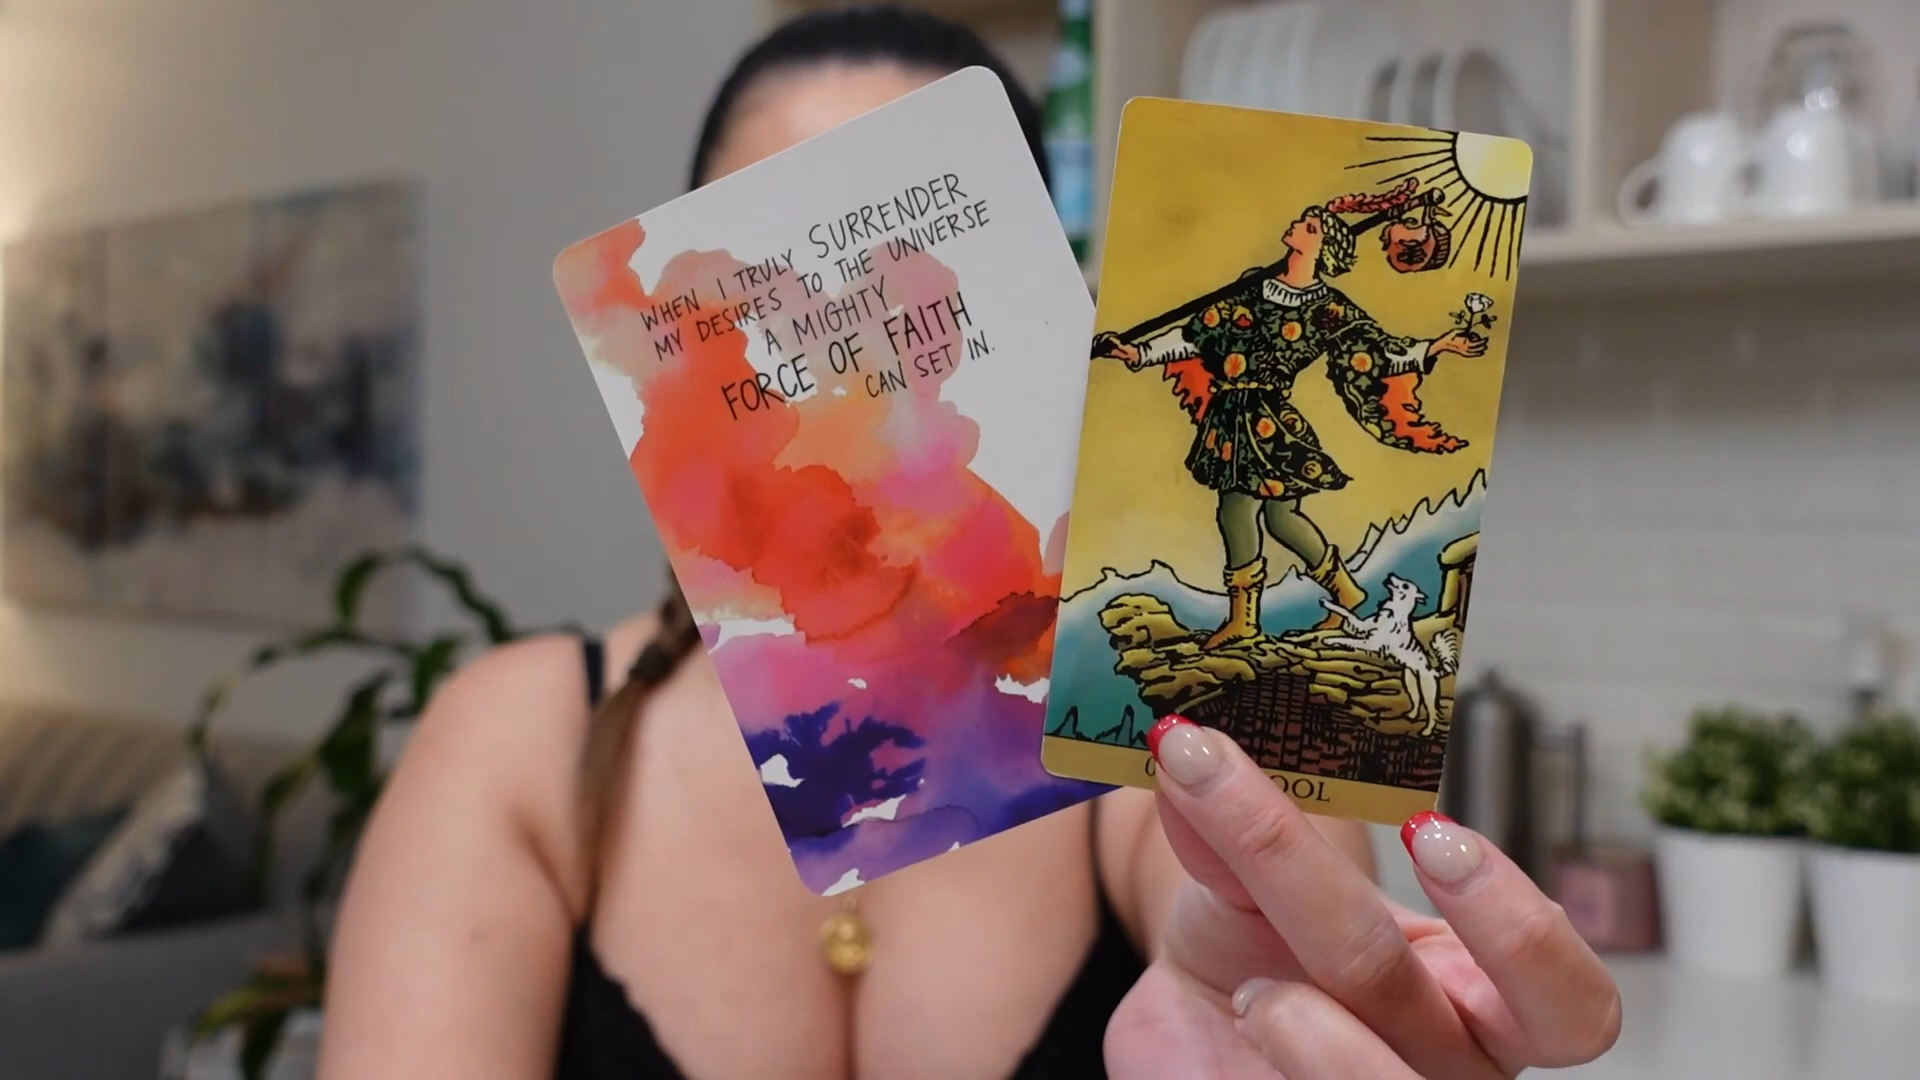 WHEN I TRULY SURRENDER
MY DESIRES TO THE UNIVERSE
A MIGHTY
FORCE OF FAITH
CAN SET IN.